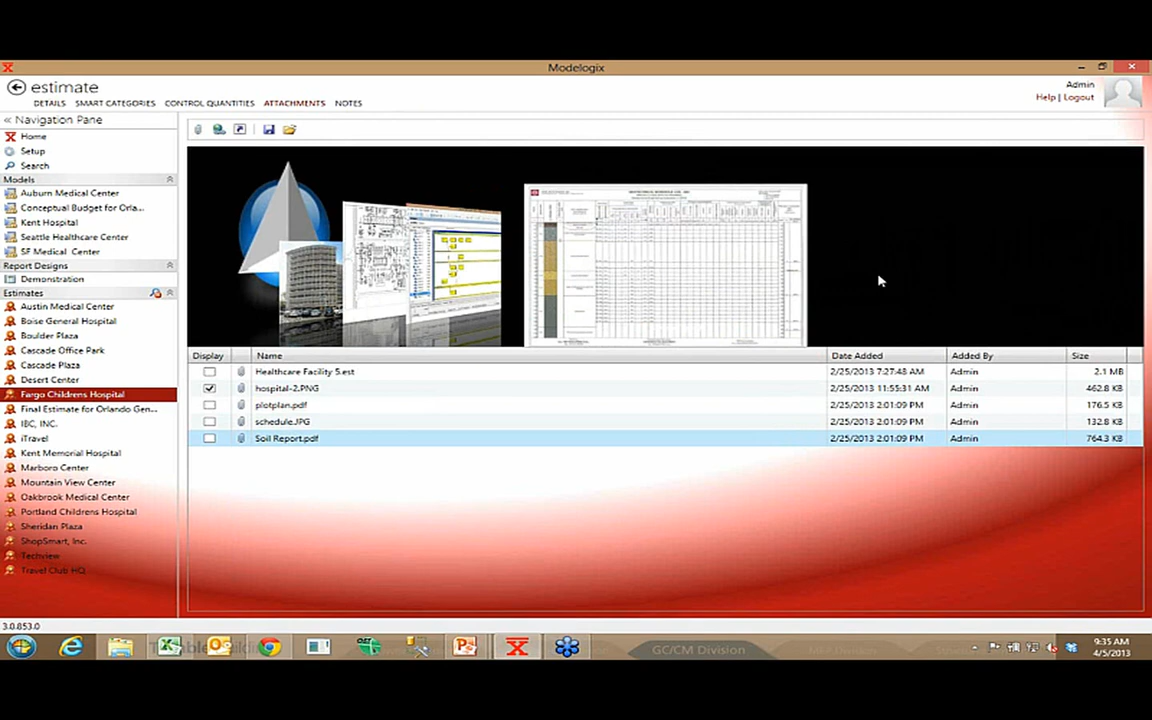 Modelogix
estimate
DETAILS SMART CATEGORIES CONTROL QUANTITIES ATTACHMENTS NOTES
Admin
Help | Logout
« Navigation Pane
Home
Setup
Search
Models
Auburn Medical Center
Conceptual Budget for Orla...
Kent Hospital
Seattle Healthcare Center
SF Medical Center
Report Designs
Demonstration
Estimates
Austin Medical Center
Boise General Hospital
Boulder Plaza
Cascade Office Park
Cascade Plaza
Desert Center
Fargo Childrens Hospital
Final Estimate for Orlando Gen...
IBC, INC.
iTravel
Kent Memorial Hospital
Marboro Center
Mountain View Center
Oakbrook Medical Center
Portland Childrens Hospital
Sheridan Plaza
ShopSmart, Inc.
Techview
Travel Club HQ
Display Name Date Added Added By Size
Healthcare Facility 5.est 2/25/2013 7:27:48 AM Admin 2.1 MB
hospital-2.PNG 2/25/2013 11:55:31 AM Admin 462.8 KB
plotplan.pdf 2/25/2013 2:01:09 PM Admin 176.5 KB
schedule.JPG 2/25/2013 2:01:09 PM Admin 132.8 KB
Soil Report.pdf 2/25/2013 2:01:09 PM Admin 764.3 KB
3.0.853.0
GC/CM Division
9:35 AM
4/5/2013